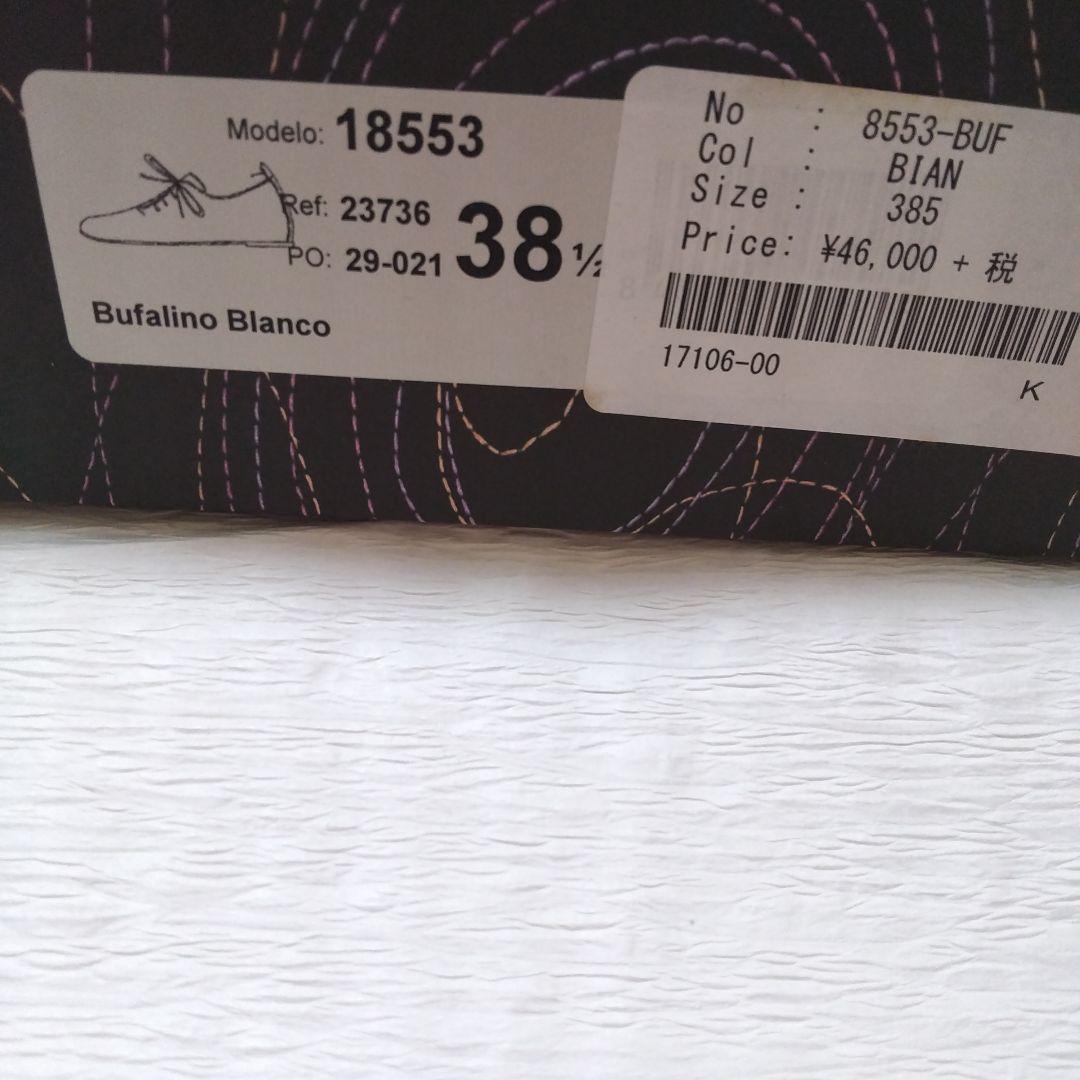 Modelo: 18553
Ref: 23736
PO: 29-021
38 ½
Bufalino Blanco
No : 8553-BUF
Col : BIAN
Size : 385
Price: ¥46,000 + 税
17106-00
K